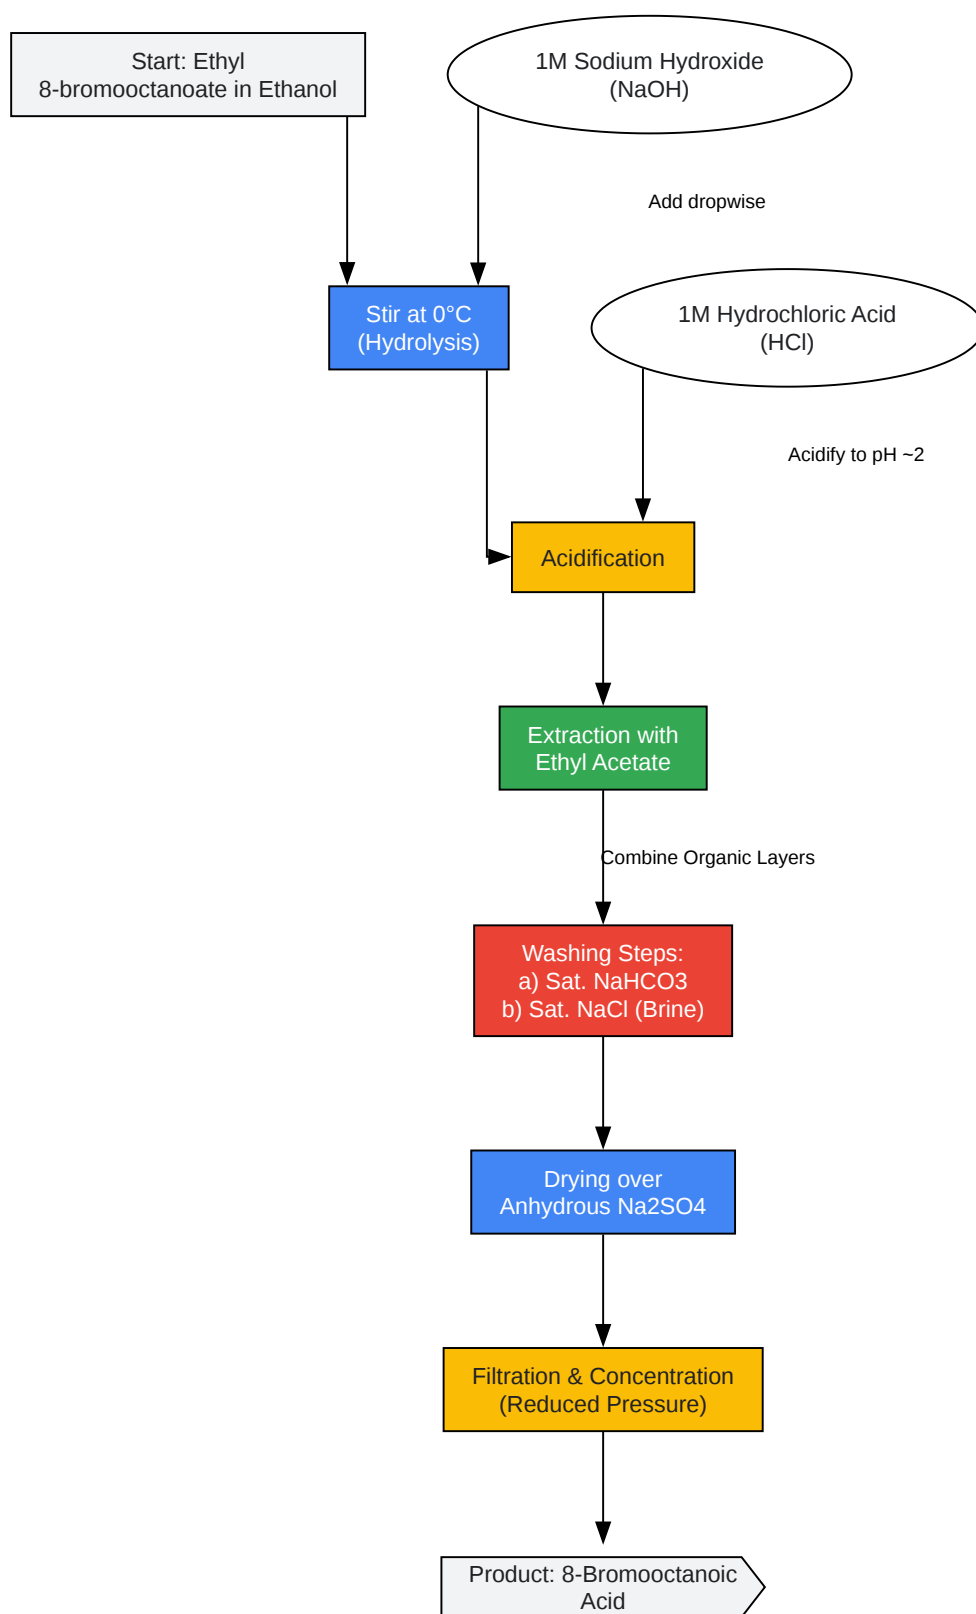 Start: Ethyl
8-bromooctanoate in Ethanol
1M Sodium Hydroxide
(NaOH)
Add dropwise
Stir at 0°C
(Hydrolysis)
1M Hydrochloric Acid
(HCl)
Acidify to pH ~2
Acidification
Extraction with
Ethyl Acetate
Combine Organic Layers
Washing Steps:
a) Sat. NaHCO3
b) Sat. NaCl (Brine)
Drying over
Anhydrous Na2SO4
Filtration & Concentration
(Reduced Pressure)
Product: 8-Bromooctanoic
Acid